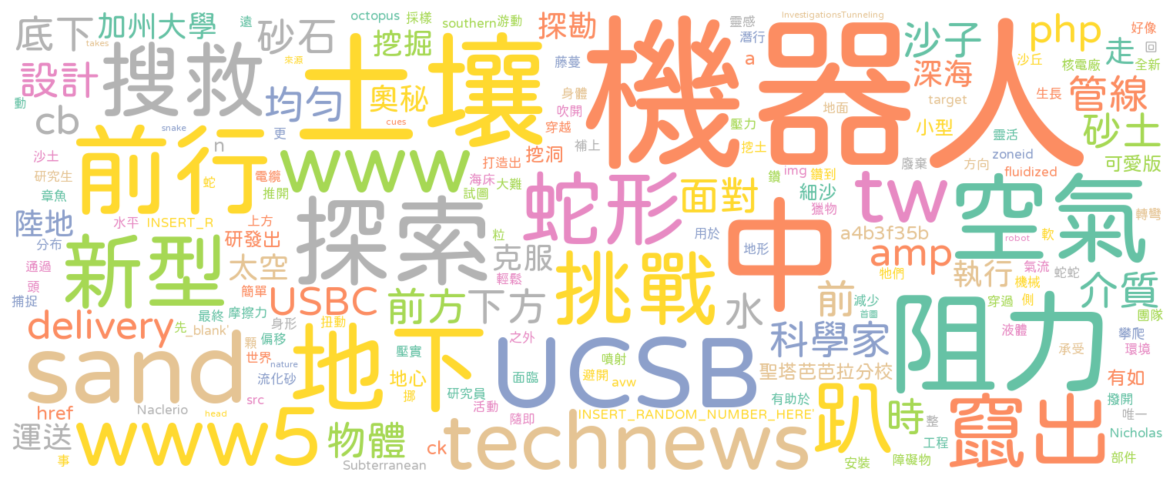 底下 加州大學 遠 砂石 octopus 採樣 southern 游動 探勘 靈感 InvestigationsTunneling 沙子 php 好像
takes 挖掘 藤蔓 潛行 a 沙丘 回
設計 搜救 土壤 機器人 深海 走 核電廠 全新
動 均勻 奧秘 來源 身體 吹開 地面 target 生長 管線
cb snake 更 cues 穿越 壓力 小型 靈活 砂土
n 補上 挖土 zoneid 方向
沙土 前行 www 打造出 挖洞 廢棄 fluidized 可愛版
研究生 電纜 海床 大難 鑽 img 鑽到
章魚 蛇 推開 試圖 蛇形 面對 細沙 tw 空氣 轉彎
陸地 水平 INSERT_R 上方 探索 獵物
分布 新型 研發出 粒 用於 中 地形 a4b3f35b robot 軟
通過 太空 克服 輕鬆 挑戰 amp 氣流 蛇蛇
頭 牠們 執行 機械 介質
捕捉 簡單 USBC 前方 下方 水 前 減少 穿過 側
最終 摩擦力 身形 首圖 團隊
delivery 先 _blank' 偏移 扭動 之外 科學家 液體 攀爬
sand 顆 世界 地下 壓實 UCSB 噴射 阻力 承受 環境
nature 地心 面臨 避開 avw 聖塔芭芭拉分校
流化砂 挪 研究員 有助於 有如
href Naclerio src 活動 隨即 INSERT_RANDOM_NUMBER_HERE' 時 整 唯一 撥開
運送 www5 head 物體 ck technews 趴 竄出 Nicholas
事 Subterranean 安裝 障礙物 工程 部件